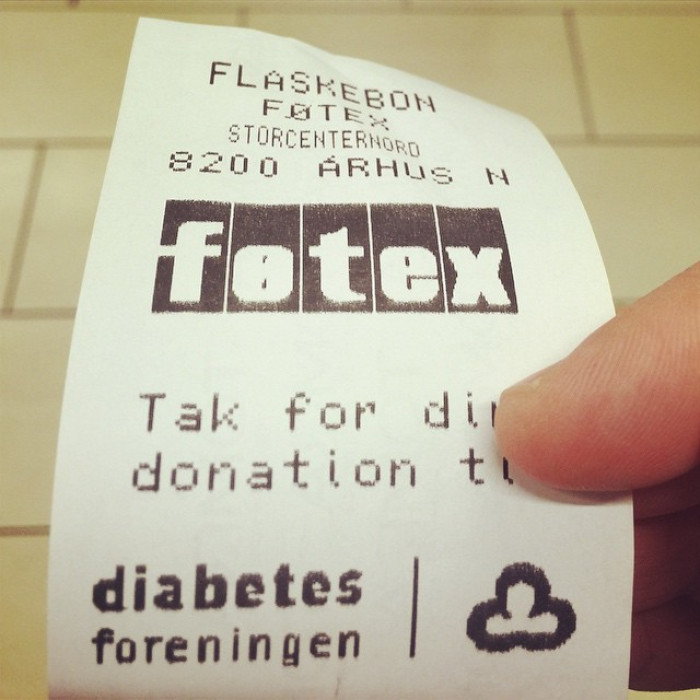 FLASKEBON
FØTEX
STORCENTERNORD
8200 ÅRHUS N
føtex
Tak for
donation
diabetes
foreningen